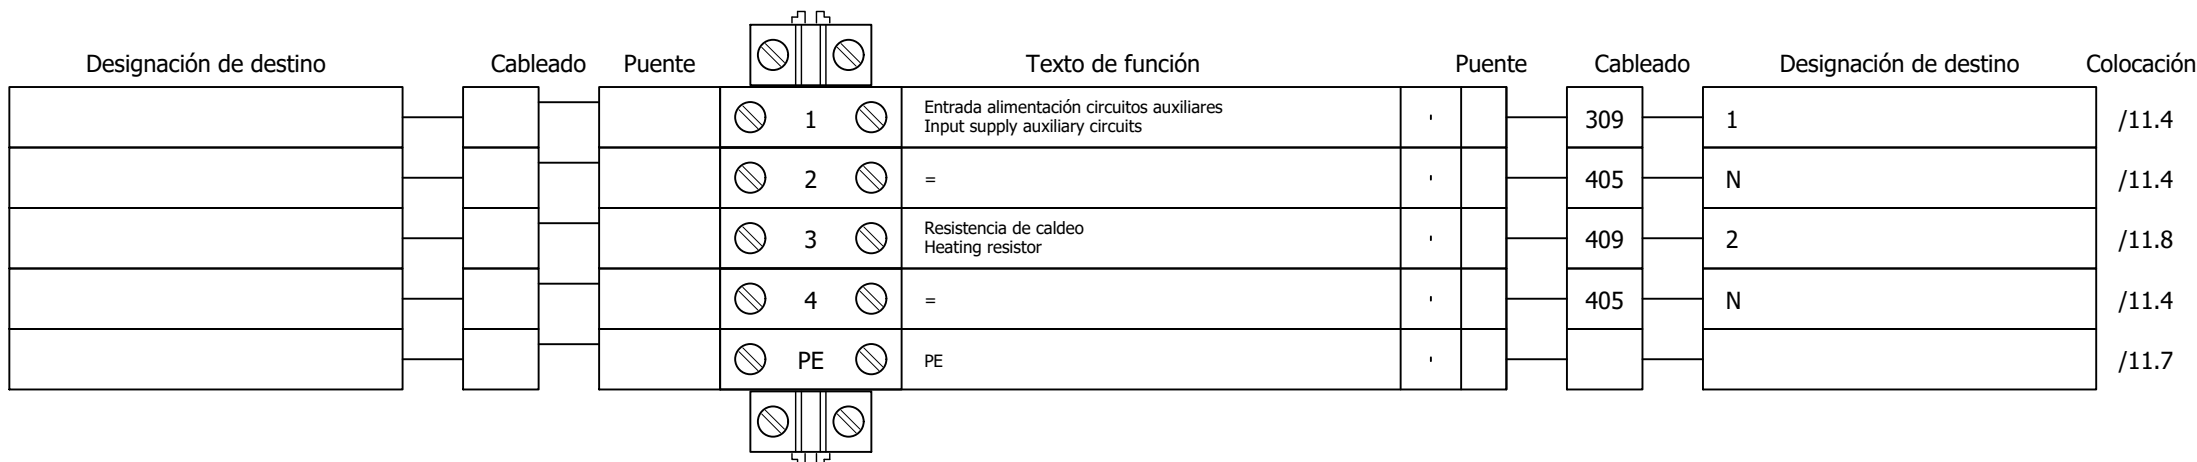 Designación de destino Cableado Puente Texto de función Puente Cableado Designación de destino Colocación
1 Entrada alimentación circuitos auxiliares
Input supply auxiliary circuits 309 1 /11.4
2 = 405 N /11.4
3 Resistencia de caldeo
Heating resistor 409 2 /11.8
4 = 405 N /11.4
PE PE /11.7